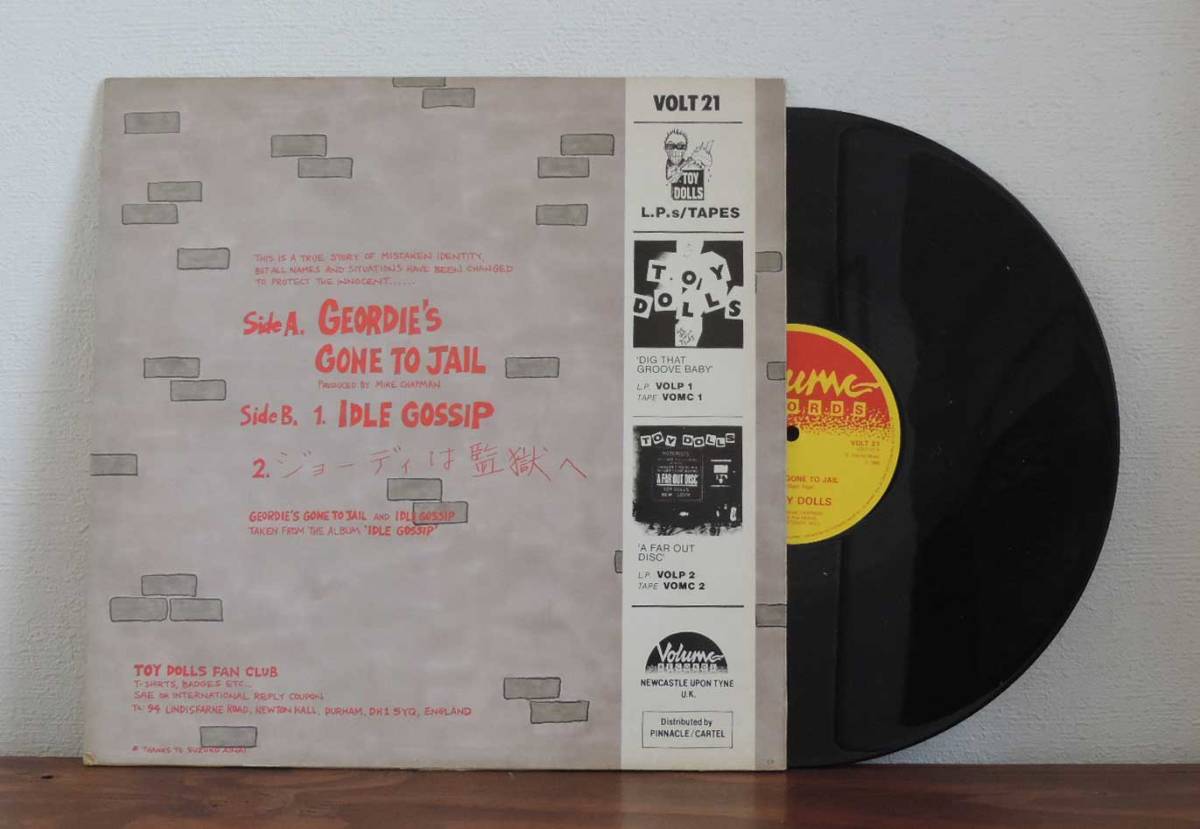 THIS IS A TRUE STORY OF MISTAKEN IDENTITY,
BUT ALL NAMES AND SITUATIONS HAVE BEEN CHANGED
TO PROTECT THE INNOCENT......
Side A. GEORDIE'S
GONE TO JAIL
PRODUCED BY MIKE CHAPMAN
Side B. 1. IDLE GOSSIP
2. ジョーディは監獄へ
GEORDIE'S GONE TO JAIL AND IDLE GOSSIP
TAKEN FROM THE ALBUM 'IDLE GOSSIP'
TOY DOLLS FAN CLUB
T-SHIRTS, BADGES ETC..
SAE OR INTERNATIONAL REPLY COUPON
To: 94 LINDISFARNE ROAD, NEWTON HALL, DURHAM, DH1 5YQ, ENGLAND
* THANKS TO
VOLT 21
TOY
DOLLS
L.P.s/TAPES
TOY
DOLLS
'DIG THAT
GROOVE BABY'
L.P. VOLP 1
TAPE VOMC 1
TOY DOLLS
'A FAR OUT DISC'
'A FAR OUT
DISC'
L.P. VOLP 2
TAPE VOMC 2
Volume
RECORDS
NEWCASTLE UPON TYNE
U.K.
Distributed by
PINNACLE/CARTEL
ume
ORDS
VOLT 21
GONE TO JAIL
Y DOLLS